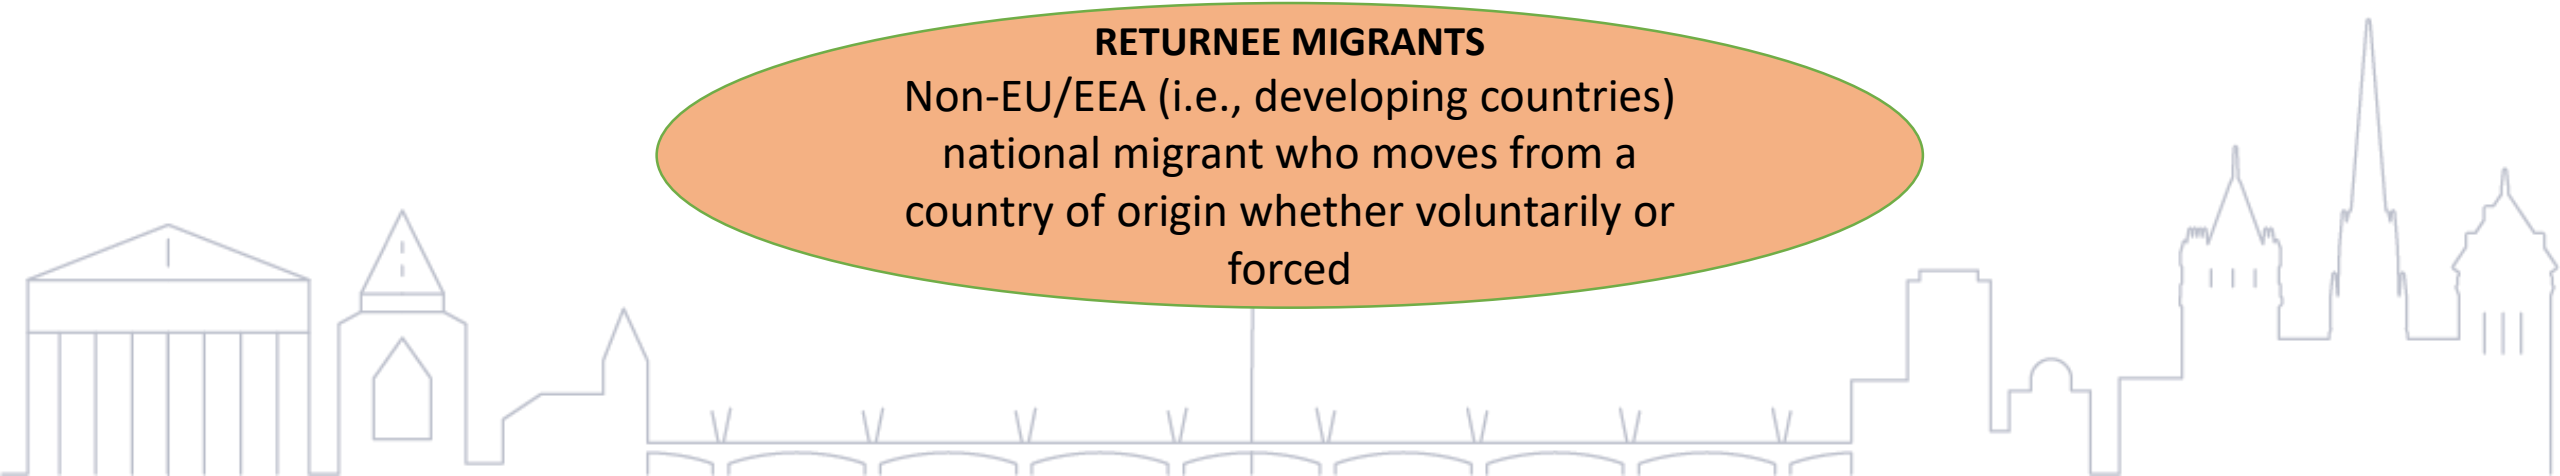 RETURNEE MIGRANTS
Non-EU/EEA (i.e., developing countries)
national migrant who moves from a
country of origin whether voluntarily or
forced